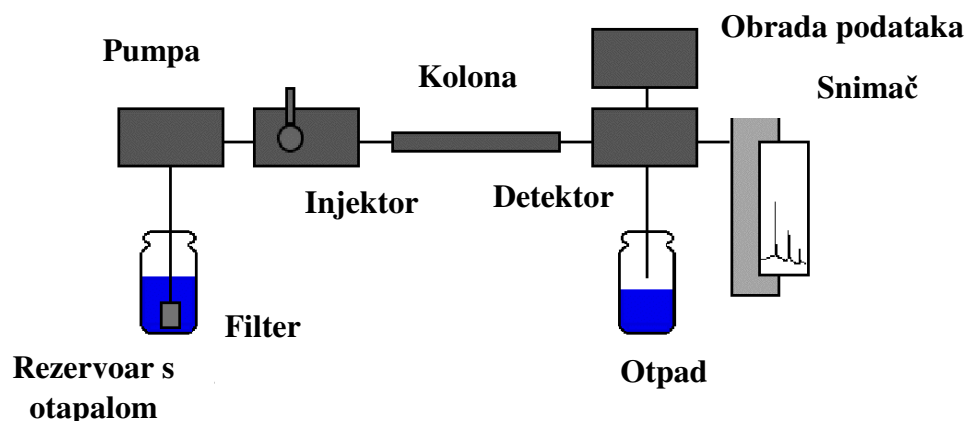 Obrada podataka
Pumpa
Kolona
Snimač
Injektor
Detektor
Filter
Rezervoar s
otapalom
Otpad